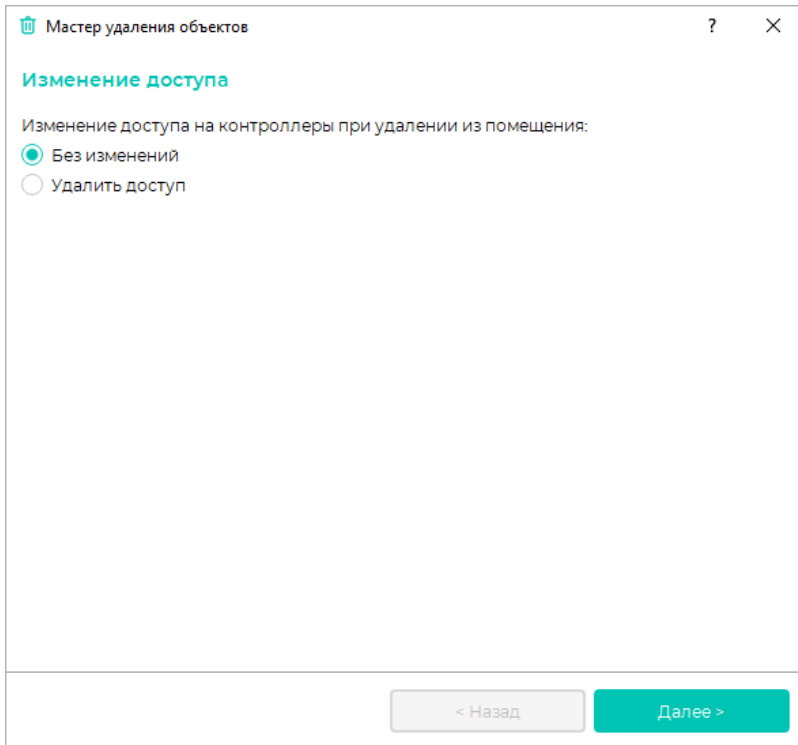 Мастер удаления объектов
?
Изменение доступа
Изменение доступа на контроллеры при удалении из помещения:
Без изменений
Удалить доступ
< Назад
Далее >